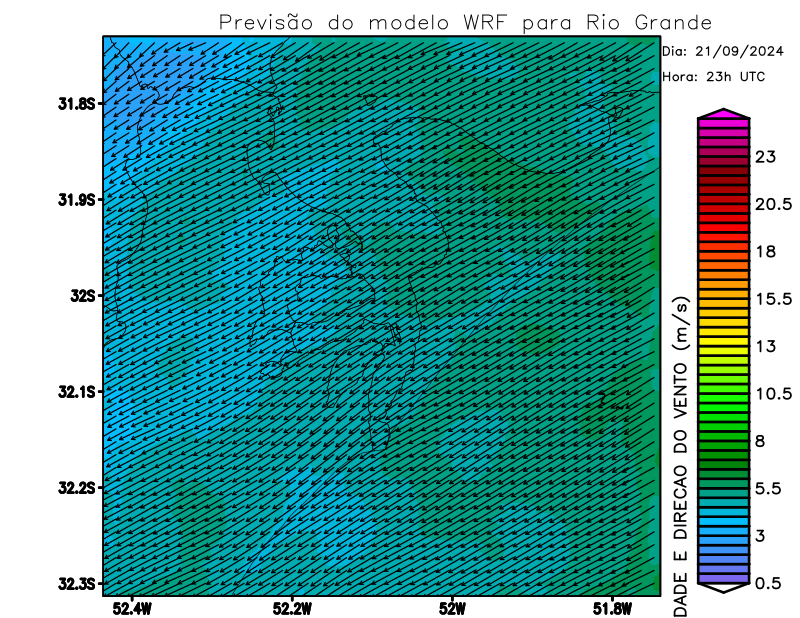 Previsão do modelo WRF para Rio Grande
Dia: 21/09/2024
Hora: 23h UTC
31.8S
31.9S
32S
32.1S
32.2S
32.3S
52.4W
52.2W
52W
51.8W
DADE E DIRECAO DO VENTO (m/s)
23
20.5
18
15.5
13
10.5
8
5.5
3
0.5